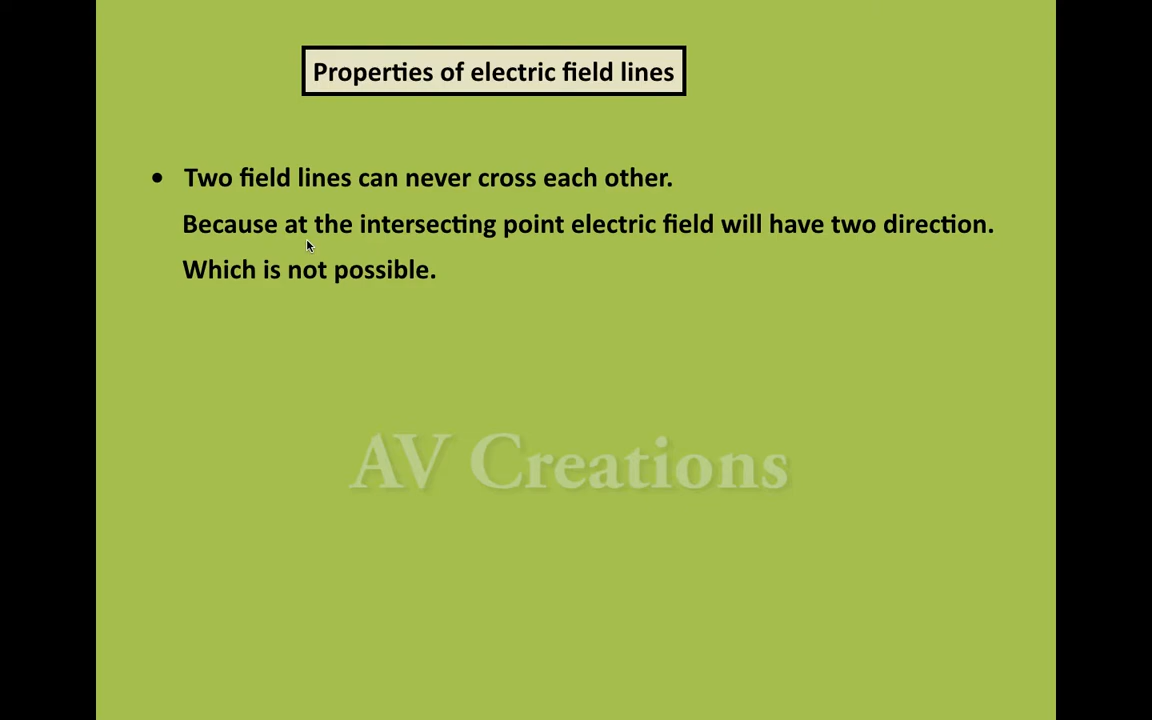 Properties of electric field lines
• Two field lines can never cross each other.
Because at the intersecting point electric field will have two direction.
Which is not possible.
AV Creations